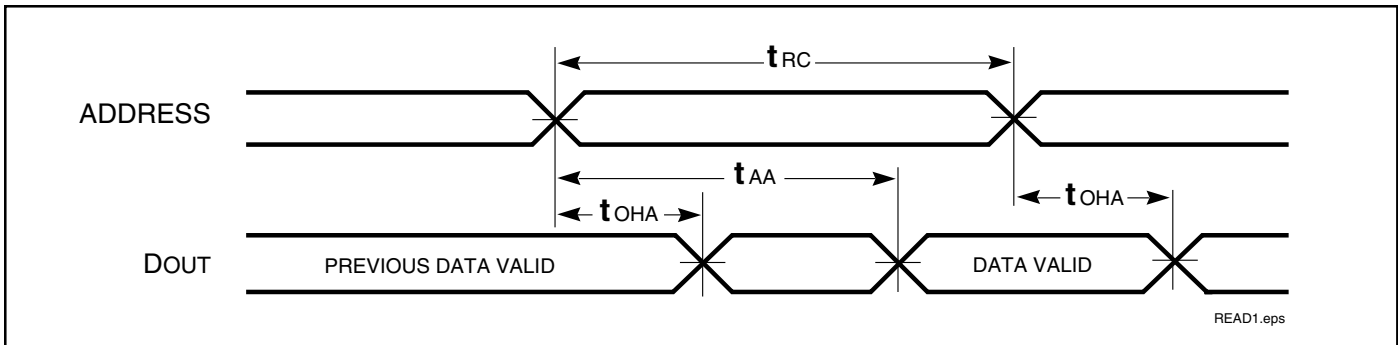 tRC
ADDRESS
tAA
tOHA
tOHA
DOUT
PREVIOUS DATA VALID
DATA VALID
READ1.eps